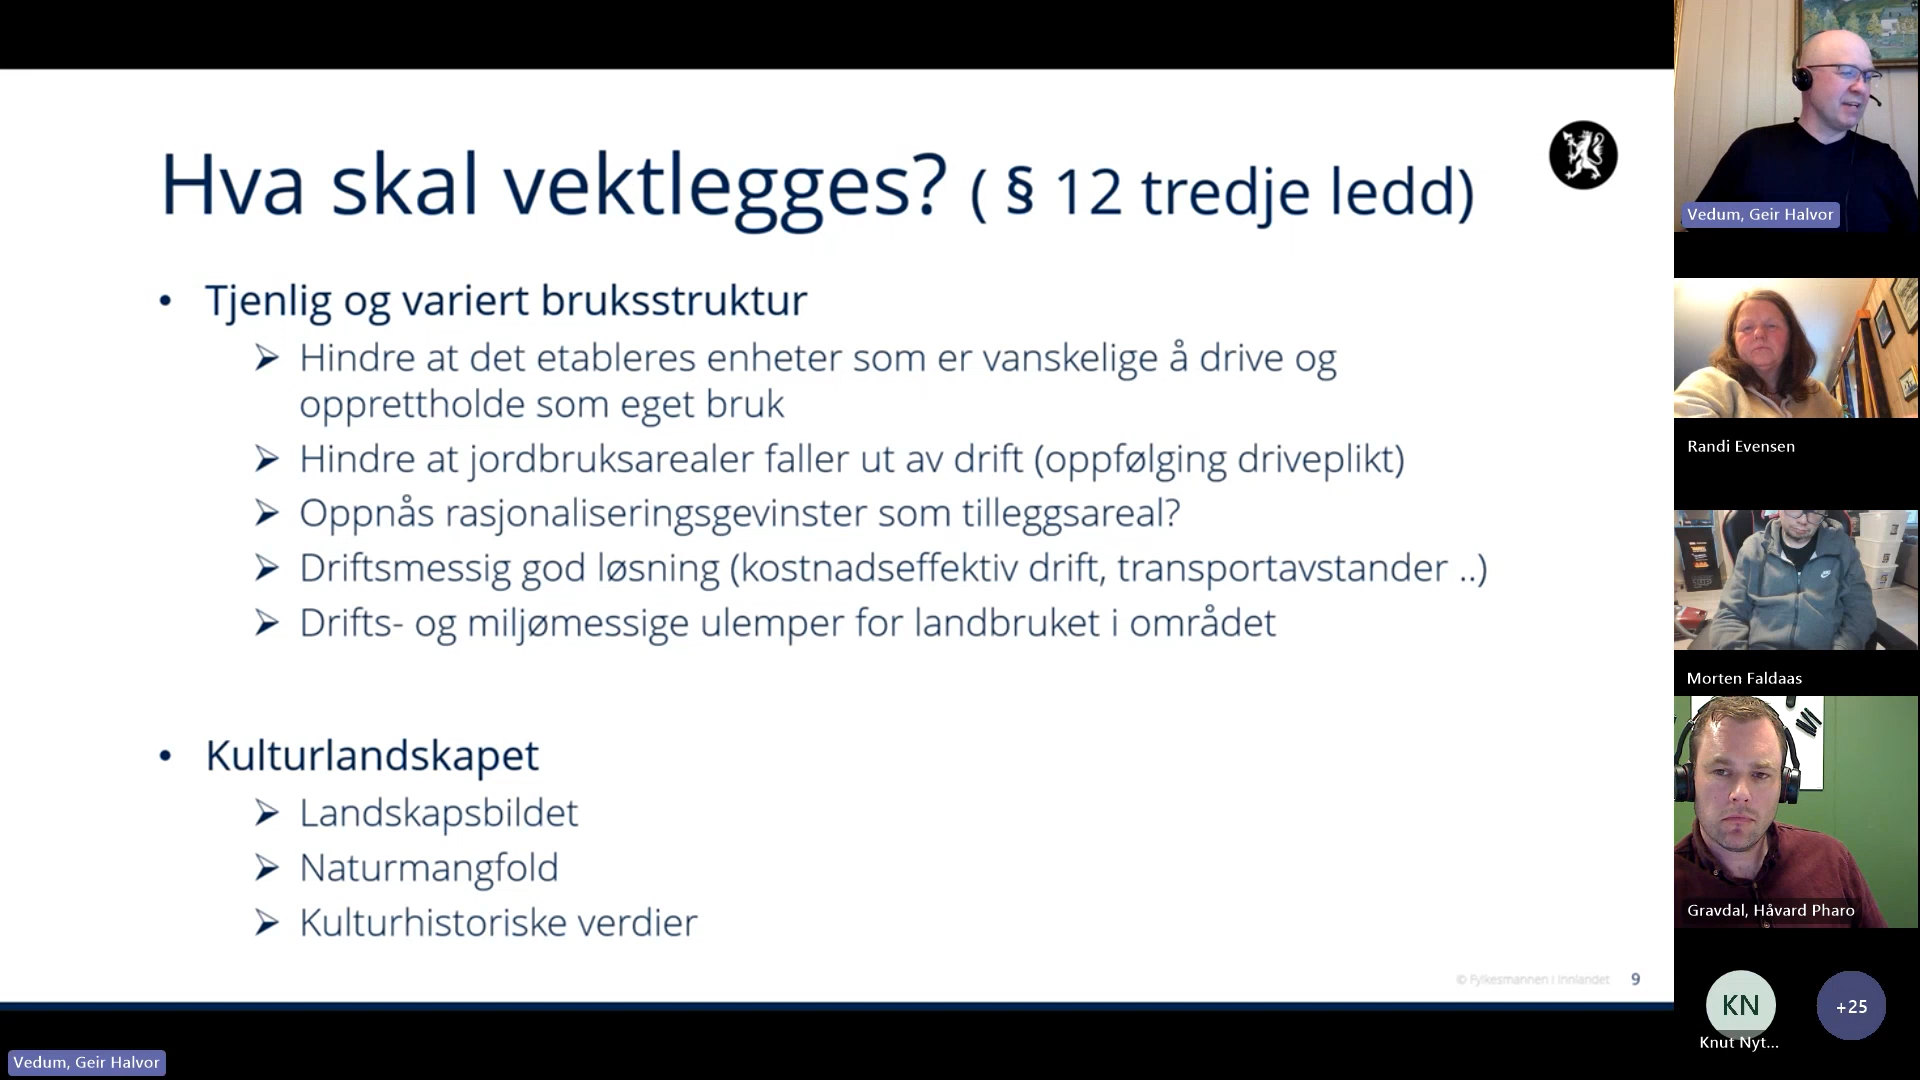 Hva skal vektlegges? ( § 12 tredje ledd)
• Tjenlig og variert bruksstruktur
➢ Hindre at det etableres enheter som er vanskelige å drive og
opprettholde som eget bruk
➢ Hindre at jordbruksarealer faller ut av drift (oppfølging driveplikt)
➢ Oppnås rasjonaliseringsgevinster som tilleggsareal?
➢ Driftsmessig god løsning (kostnadseffektiv drift, transportavstander ..)
➢ Drifts- og miljømessige ulemper for landbruket i området
• Kulturlandskapet
➢ Landskapsbildet
➢ Naturmangfold
➢ Kulturhistoriske verdier
© Fylkesmannen i Innlandet 9
Vedum, Geir Halvor
Vedum, Geir Halvor
Randi Evensen
Morten Faldaas
Gravdal, Håvard Pharo
KN
Knut Nyt...
+25